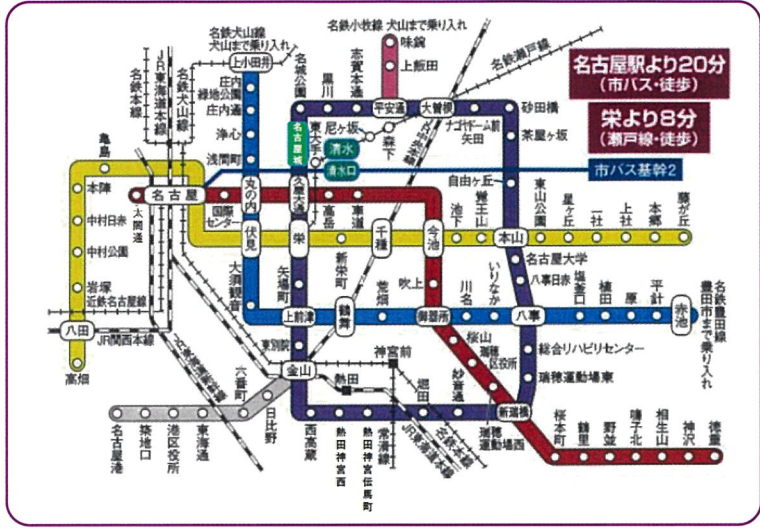 名鉄小牧線 犬山まで乗り入れ
味鋺
上飯田
名鉄犬山線
犬山まで乗り入れ
上小田井
名鉄瀬戸線
名古屋駅より20分
(市バス・徒歩)
栄より8分
(瀬戸線・徒歩)
市バス基幹2
JR東海道本線
名鉄本線
名鉄犬山線
庄内
緑地公園
庄内通
浄心
浅間町
名城公園
黒川
志賀本通
平安通
大曽根
ナゴヤドーム前
矢田
砂田橋
茶屋ヶ坂
自由ヶ丘
名古屋城
東大手
尼ヶ坂
森下
清水
清水口
JR中央本線
亀島
本陣
中村日赤
中村公園
岩塚
近鉄名古屋線
八田
JR関西本線
高畑
名古屋
太閤通
国際
センター
丸の内
久屋大通
高岳
車道
伏見
栄
新栄町
千種
今池
池下
覚王山
本山
東山公園
星ヶ丘
一社
上社
本郷
藤が丘
名古屋大学
八事日赤
大須観音
矢場町
上前津
鶴舞
荒畑
吹上
御器所
川名
いりなか
八事
塩釜口
植田
原
平針
赤池
名鉄豊田線
豊田市まで乗り入れ
東別院
金山
神宮前
熱田
桜山
瑞穂
区役所
総合リハビリセンター
瑞穂運動場東
新瑞橋
瑞穂
運動場西
妙音通
堀田
六番町
日比野
東海通
港区役所
築地口
名古屋港
西高蔵
熱田神宮西
熱田神宮伝馬町
常滑線
名鉄本線
JR東海道本線
桜本町
鶴里
野並
鳴子北
相生山
神沢
徳重